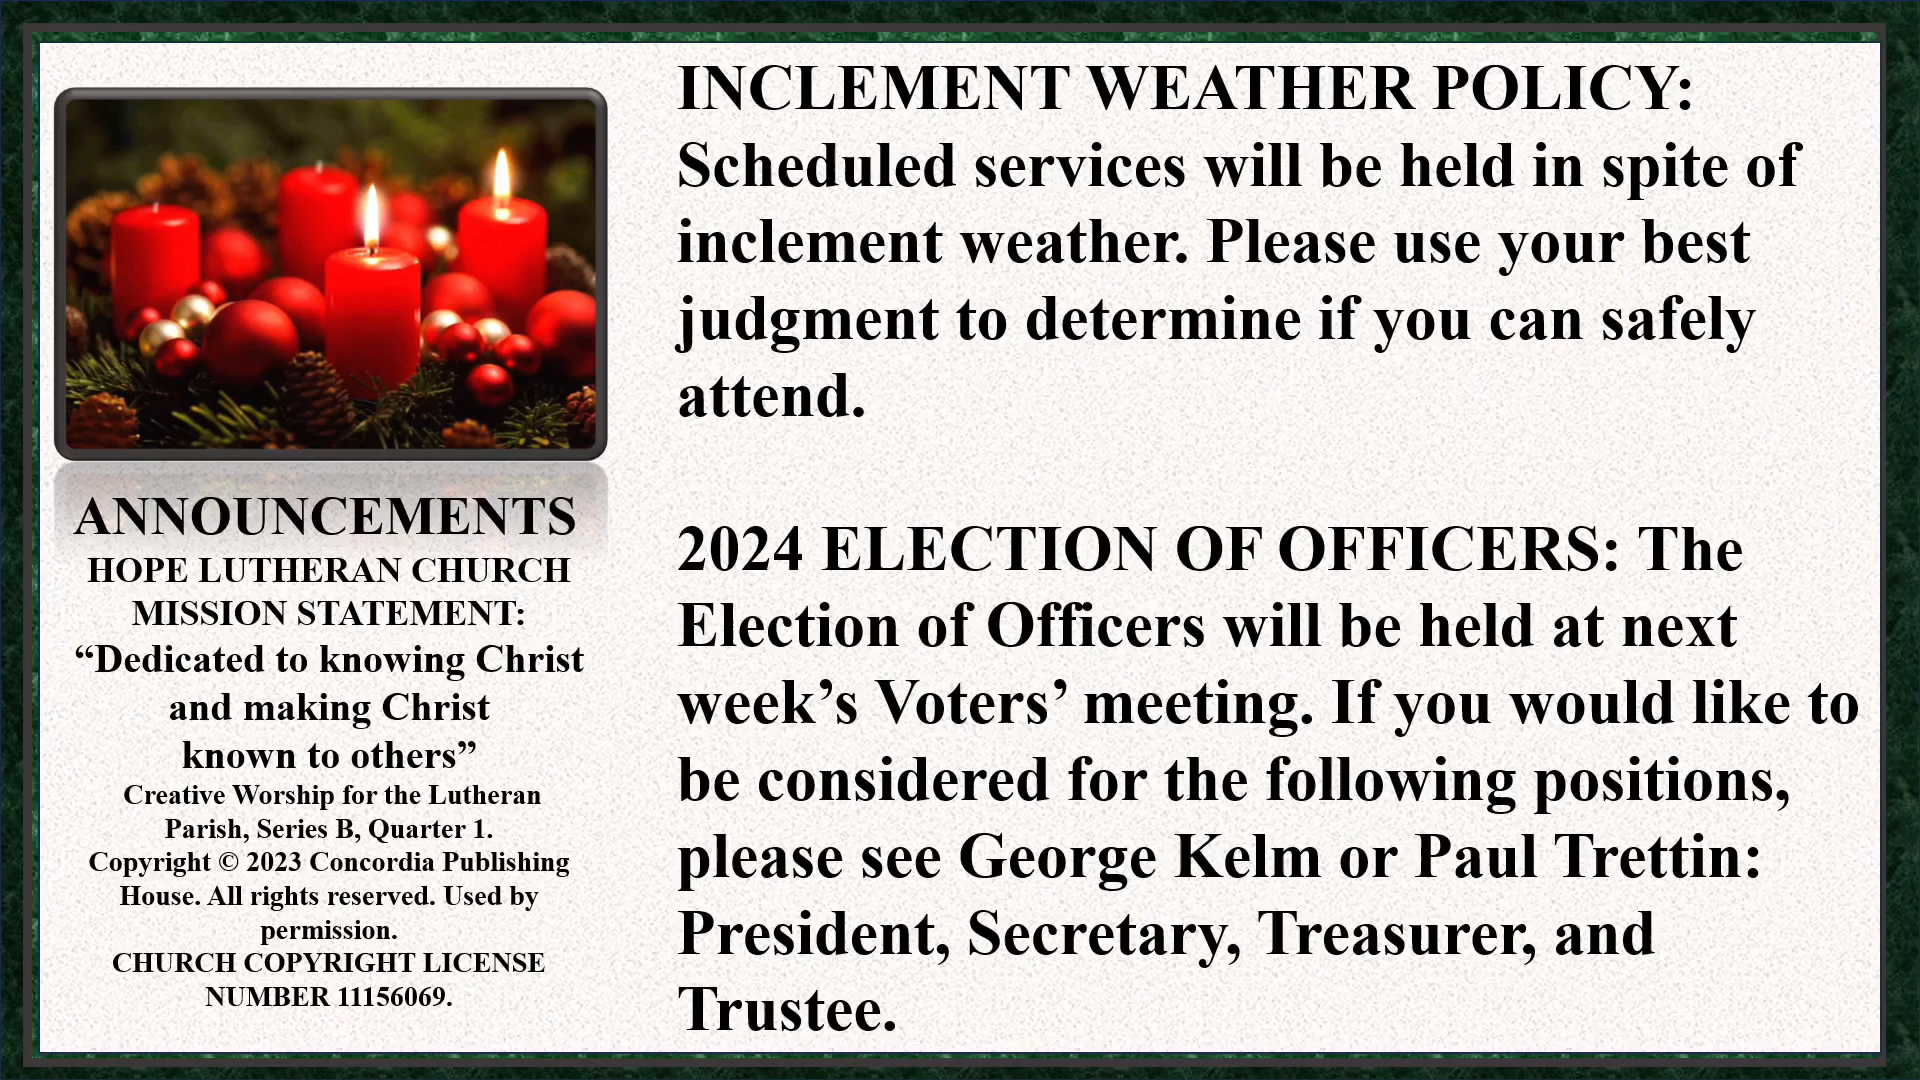 ANNOUNCEMENTS
HOPE LUTHERAN CHURCH
MISSION STATEMENT:
“Dedicated to knowing Christ
and making Christ
known to others”
Creative Worship for the Lutheran
Parish, Series B, Quarter 1.
Copyright © 2023 Concordia Publishing
House. All rights reserved. Used by
permission.
CHURCH COPYRIGHT LICENSE
NUMBER 11156069.
INCLEMENT WEATHER POLICY:
Scheduled services will be held in spite of
inclement weather. Please use your best
judgment to determine if you can safely
attend.
2024 ELECTION OF OFFICERS: The
Election of Officers will be held at next
week’s Voters’ meeting. If you would like to
be considered for the following positions,
please see George Kelm or Paul Trettin:
President, Secretary, Treasurer, and
Trustee.